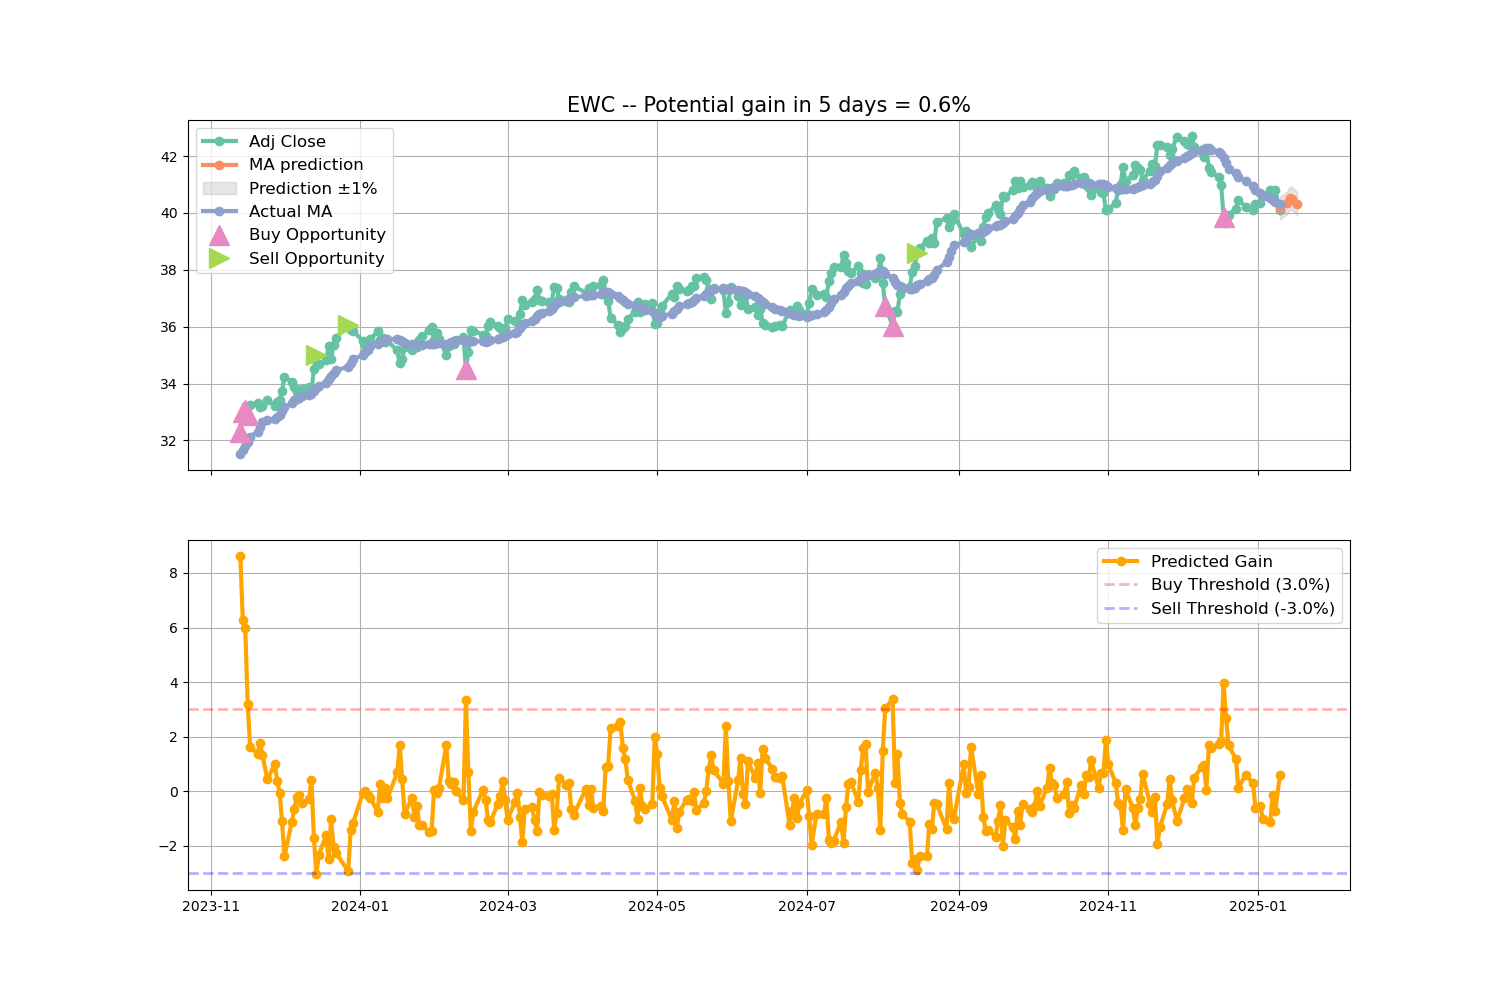 EWC -- Potential gain in 5 days = 0.6%
Adj Close
MA prediction
Prediction ±1%
Actual MA
Buy Opportunity
Sell Opportunity
42
40
38
36
34
32
Predicted Gain
Buy Threshold (3.0%)
Sell Threshold (-3.0%)
8
6
4
2
0
−2
2023-11 2024-01 2024-03 2024-05 2024-07 2024-09 2024-11 2025-01